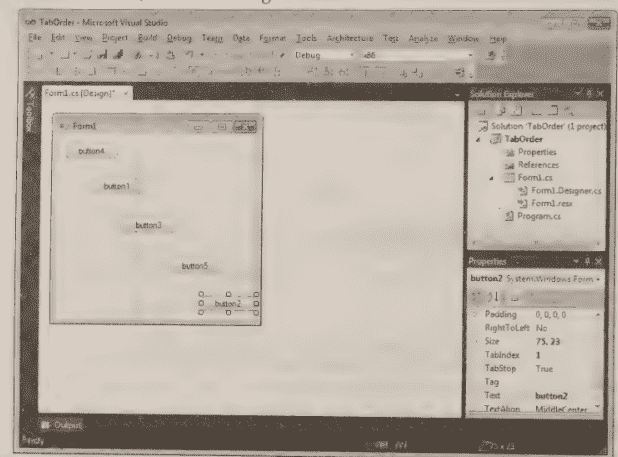 TabOrder - Microsoft Visual Studio
File Edit View Project Build Debug Team Data Format Tools Architecture Test Analyze Window Help
Debug x86
Toolbox
Form1.cs [Design]*
Form1
button4
button1
button3
button5
button2
Solution Explorer
Solution 'TabOrder' (1 project)
TabOrder
Properties
References
Form1.cs
Form1.Designer.cs
Form1.resx
Program.cs
Properties
button2 System.Windows.Form
Padding 0, 0, 0, 0
RightToLeft No
Size 75, 23
TabIndex 1
TabStop True
Tag
Text button2
TextAlign MiddleCenter
Output
Ready
75 x 23